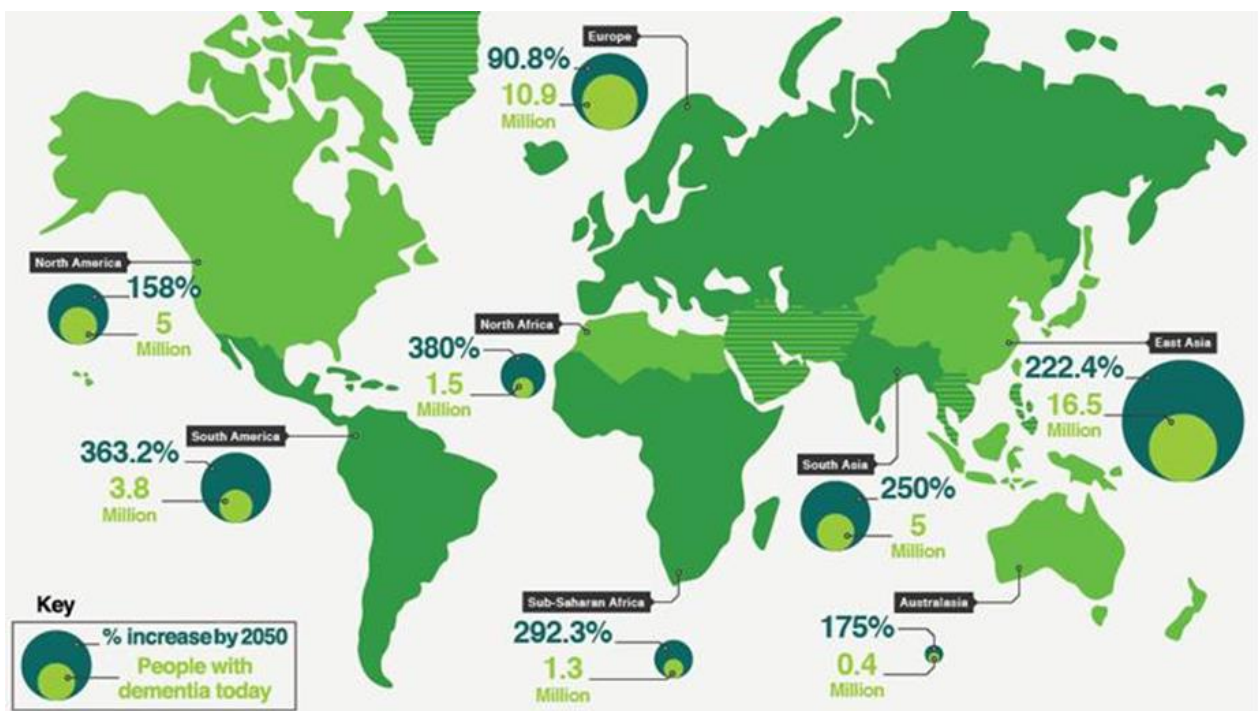 Europe
90.8%
10.9
Million
North America
158%
5
Million
North Africa
380%
1.5
Million
East Asia
222.4%
16.5
Million
South America
363.2%
3.8
Million
South Asia
250%
5
Million
Sub-Saharan Africa
292.3%
1.3
Million
Australasia
175%
0.4
Million
Key
% increase by 2050
People with
dementia today